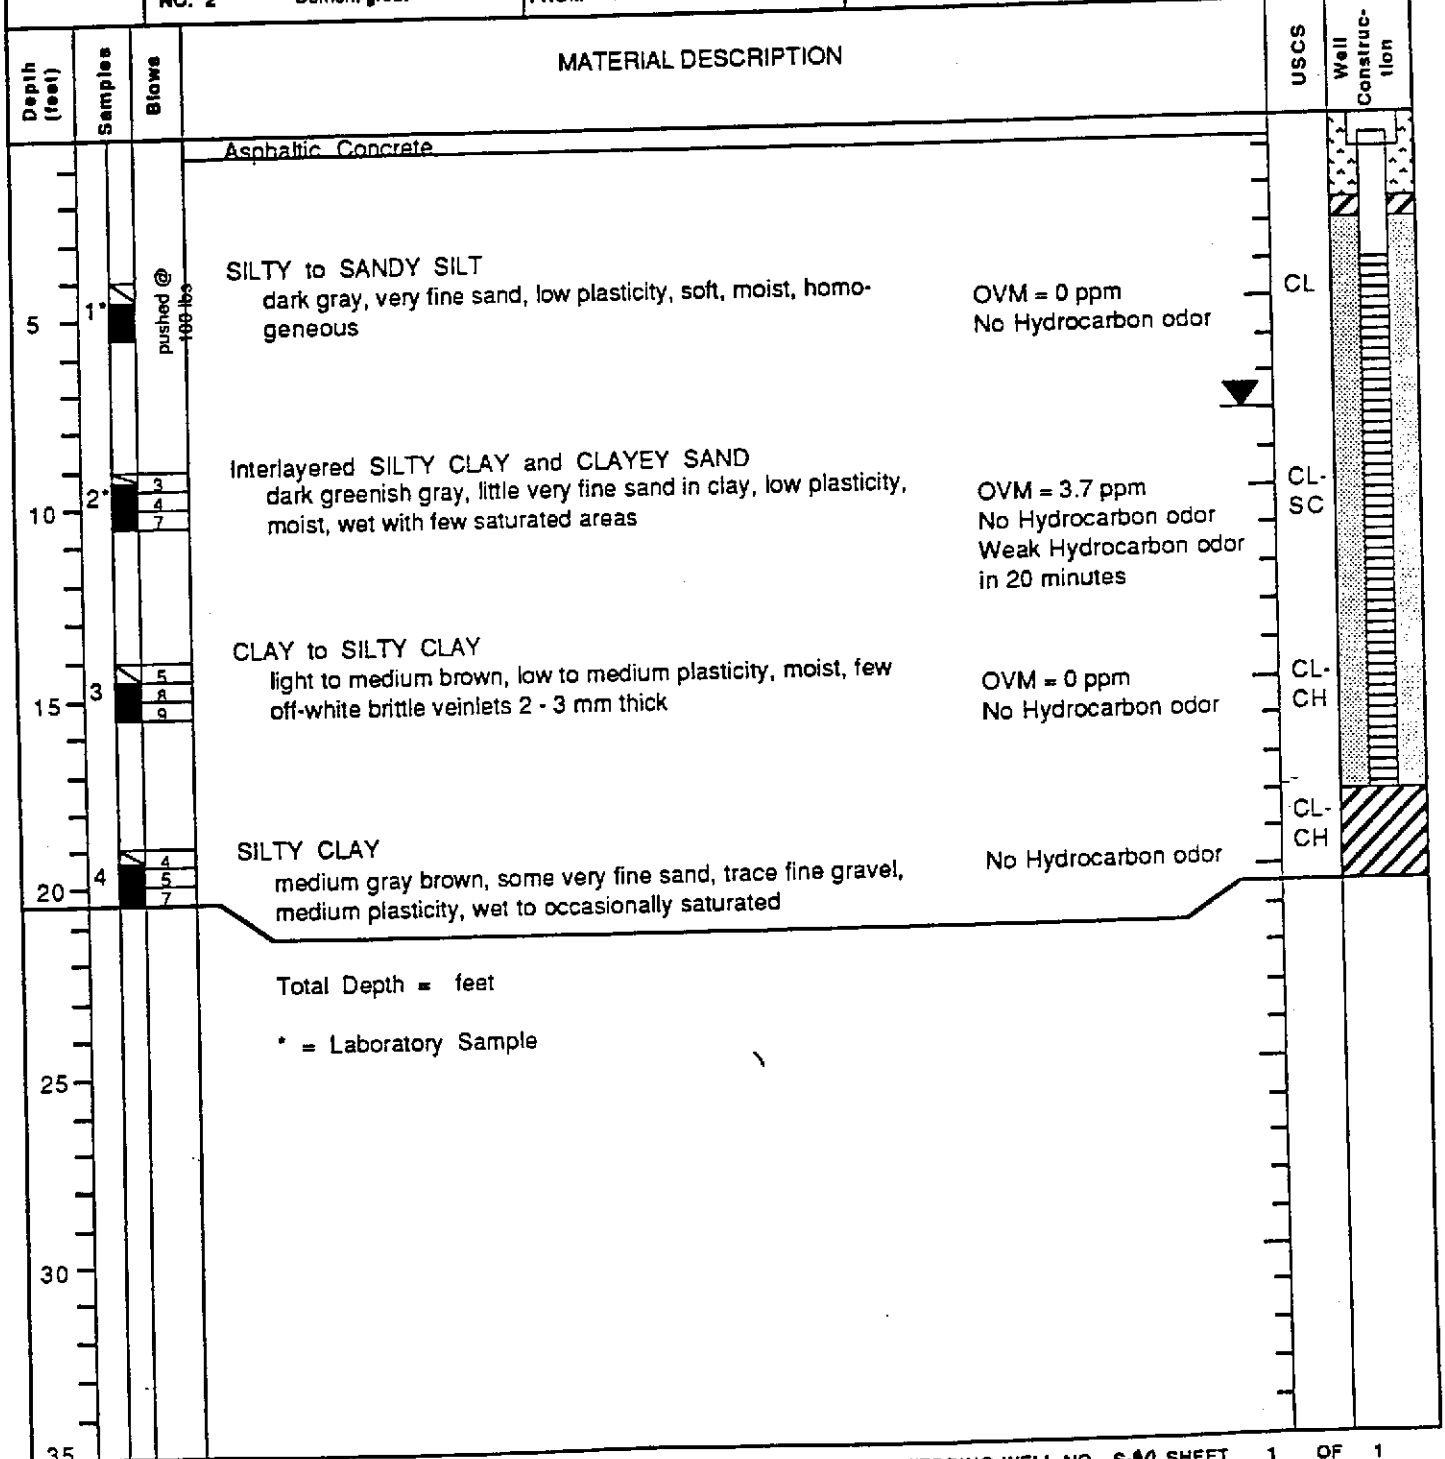 NO. 2
Depth (feet)
Samples
Blows
MATERIAL DESCRIPTION
USCS
Well Construc-
tion
Asphaltic Concrete
pushed @
100 lbs
SILTY to SANDY SILT
dark gray, very fine sand, low plasticity, soft, moist, homo-
geneous
OVM = 0 ppm
No Hydrocarbon odor
CL
1*
5
Interlayered SILTY CLAY and CLAYEY SAND
dark greenish gray, little very fine sand in clay, low plasticity,
moist, wet with few saturated areas
OVM = 3.7 ppm
No Hydrocarbon odor
Weak Hydrocarbon odor
in 20 minutes
CL-
SC
2*
3
4
7
10
CLAY to SILTY CLAY
light to medium brown, low to medium plasticity, moist, few
off-white brittle veinlets 2 - 3 mm thick
OVM = 0 ppm
No Hydrocarbon odor
CL-
CH
3
5
8
9
15
SILTY CLAY
medium gray brown, some very fine sand, trace fine gravel,
medium plasticity, wet to occasionally saturated
No Hydrocarbon odor
CL-
CH
4
4
5
7
20
Total Depth = feet
* = Laboratory Sample
25
30
35
WELL NO.
SHEET 1 OF 1